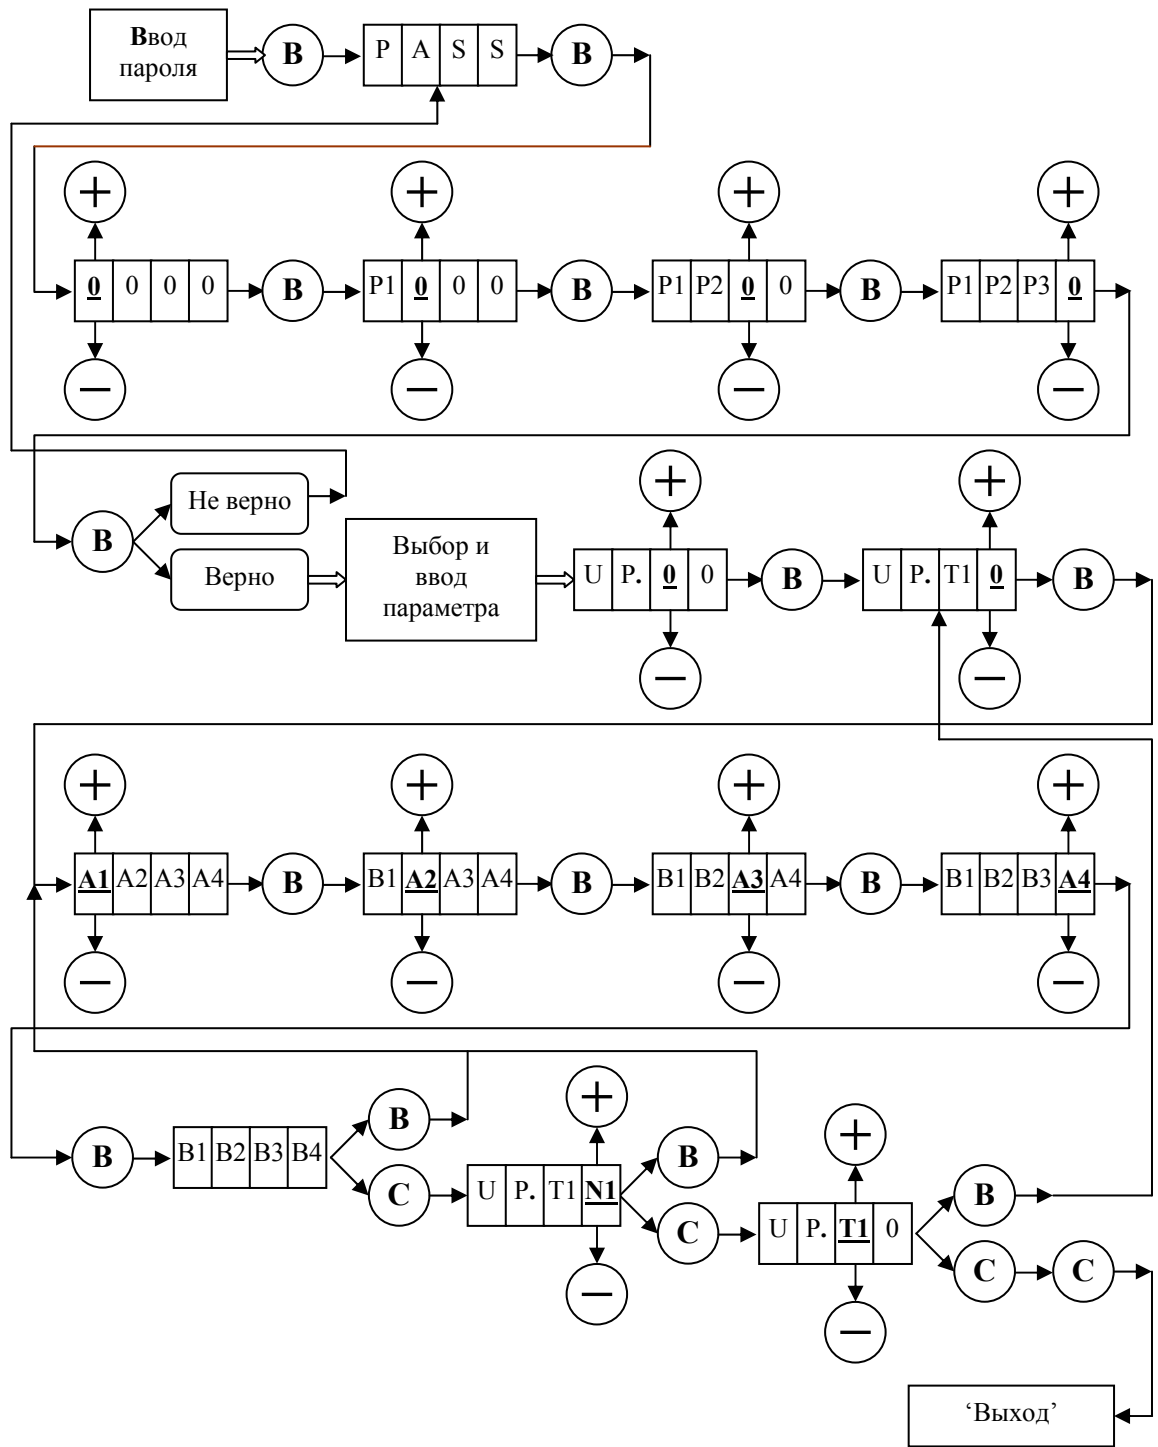 Ввод
пароля
В
P A S S
В
+ + + +
0 0 0 0
В
P1 0 0 0
В
P1 P2 0 0
В
P1 P2 P3 0
− − − −
Не верно
В
Верно
Выбор и
ввод
параметра
+ +
U P. 0 0
В
U P. T1 0
В
− −
+ + + +
A1 A2 A3 A4
В
B1 A2 A3 A4
В
B1 B2 A3 A4
В
B1 B2 B3 A4
− − − −
В
B1 B2 B3 B4
В
С
+
U P. T1 N1
−
В
С
+
U P. T1 0
−
В
С
С
‘Выход’